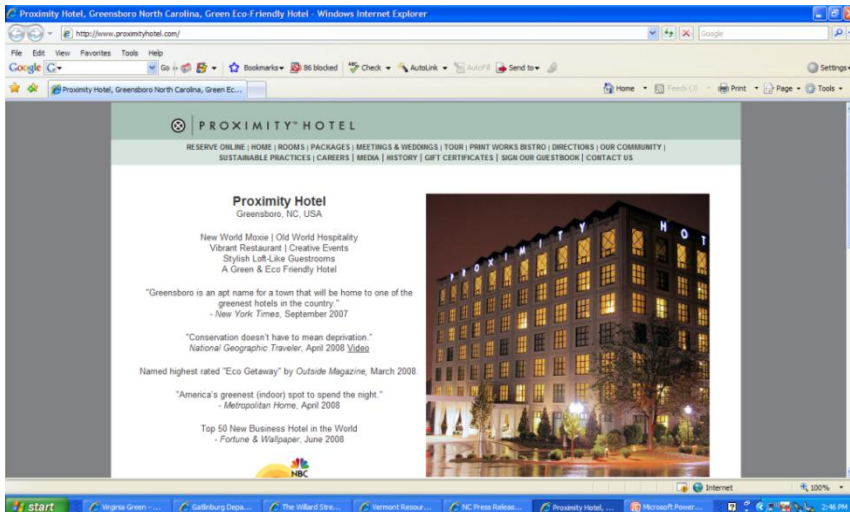 Proximity Hotel, Greensboro North Carolina, Green Eco-Friendly Hotel - Windows Internet Explorer
http://www.proximityhotel.com/
Google
File Edit View Favorites Tools Help
Google G Go Bookmarks 86 blocked Check AutoLink AutoFill Send to Settings
Proximity Hotel, Greensboro North Carolina, Green Ec... Home Feeds (J) Print Page Tools
PROXIMITY™ HOTEL
RESERVE ONLINE | HOME | ROOMS | PACKAGES | MEETINGS & WEDDINGS | TOUR | PRINT WORKS BISTRO | DIRECTIONS | OUR COMMUNITY |
SUSTAINABLE PRACTICES | CAREERS | MEDIA | HISTORY | GIFT CERTIFICATES | SIGN OUR GUESTBOOK | CONTACT US
Proximity Hotel
Greensboro, NC, USA
New World Moxie | Old World Hospitality
Vibrant Restaurant | Creative Events
Stylish Loft-Like Guestrooms
A Green & Eco Friendly Hotel
"Greensboro is an apt name for a town that will be home to one of the
greenest hotels in the country."
- New York Times, September 2007
"Conservation doesn't have to mean deprivation."
National Geographic Traveler, April 2008 Video
Named highest rated "Eco Getaway" by Outside Magazine, March 2008.
"America's greenest (indoor) spot to spend the night."
- Metropolitan Home, April 2008
Top 50 New Business Hotel in the World
- Fortune & Wallpaper, June 2008
NBC
PROXIMITY HOT
Internet 100%
start Virginia Green - ... Gatlinburg Depa... The Willard Stre... Vermont Resour... NC Press Releas... Proximity Hotel, ... Microsoft Power... 2:46 PM